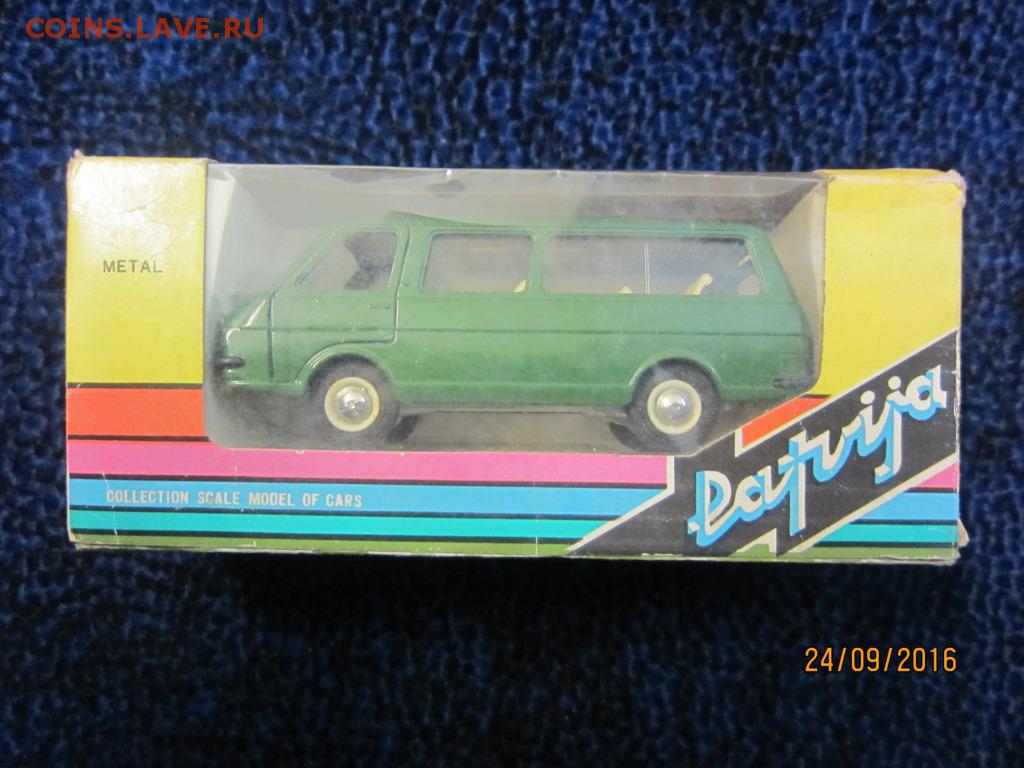 COINS.LAVE.RU
METAL
COLLECTION SCALE MODEL OF CARS
Latvija
24/09/2016